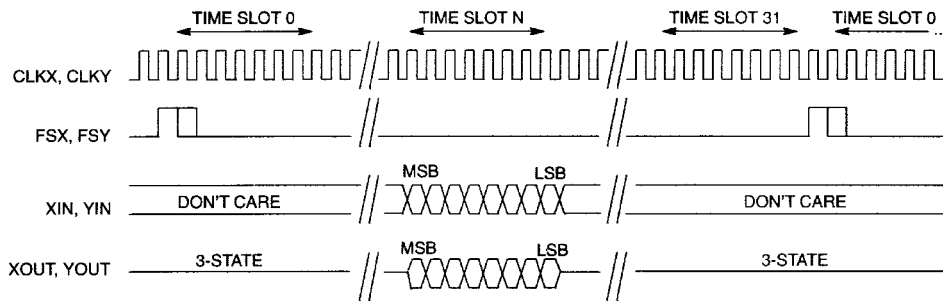 TIME SLOT 0 TIME SLOT N TIME SLOT 31 TIME SLOT 0 ...
CLKX, CLKY
FSX, FSY
MSB LSB
XIN, YIN DON'T CARE DON'T CARE
MSB LSB
XOUT, YOUT 3-STATE 3-STATE